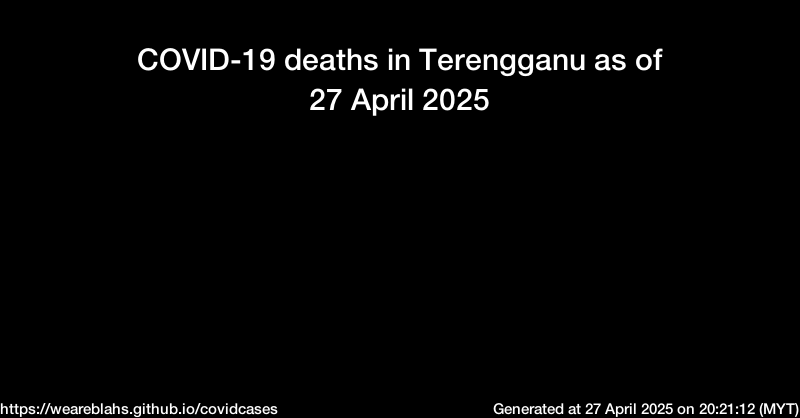 COVID-19 deaths in Terengganu as of
27 April 2025
https://weareblahs.github.io/covidcases
Generated at 27 April 2025 on 20:21:12 (MYT)